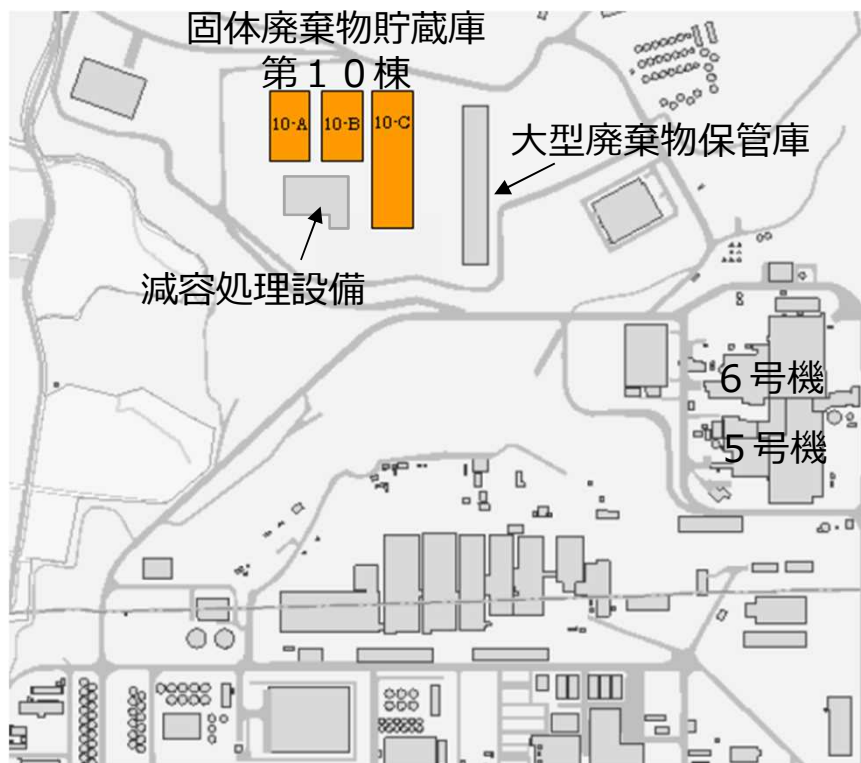 固体廃棄物貯蔵庫
第１０棟
10-A
10-B
10-C
大型廃棄物保管庫
減容処理設備
６号機
５号機